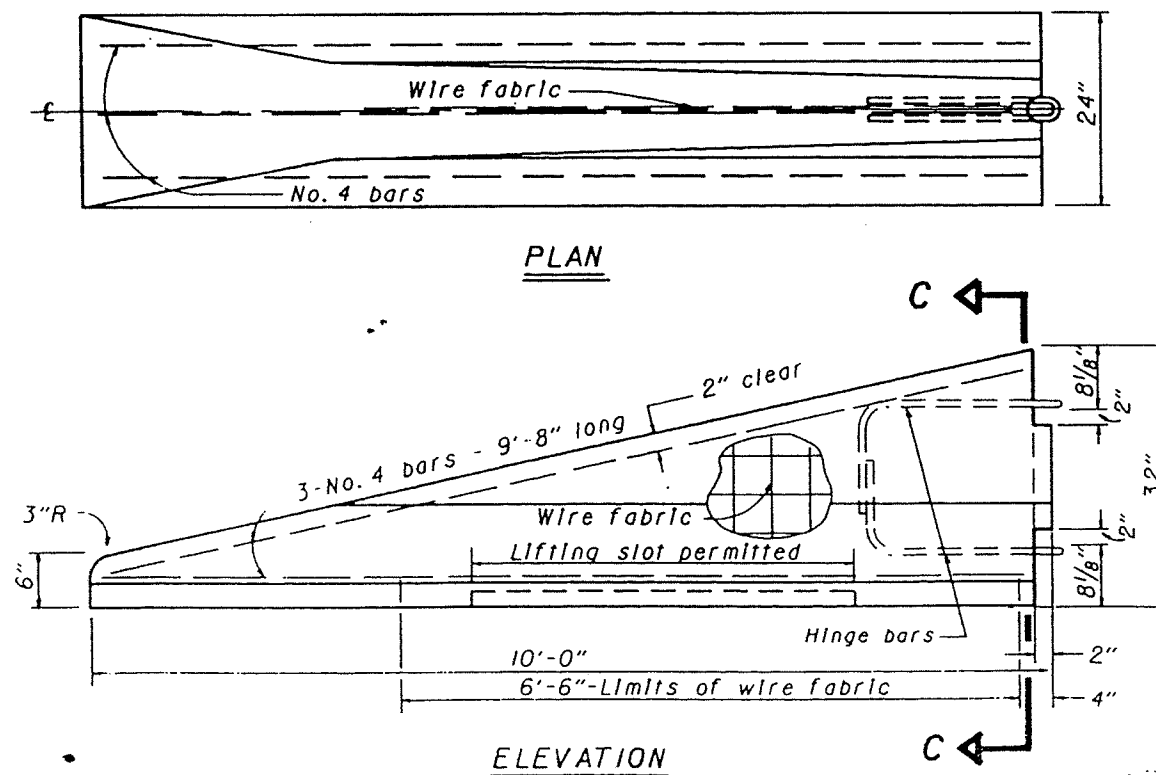 Wire fabric
℄
24"
No. 4 bars
PLAN
C
2" clear
8 1/8"
2"
3-No. 4 bars - 9'-8" long
32"
3"R
Wire fabric
6"
Lifting slot permitted
2"
8 1/8"
Hinge bars
10'-0"
2"
6'-6"-Limits of wire fabric
4"
C
ELEVATION